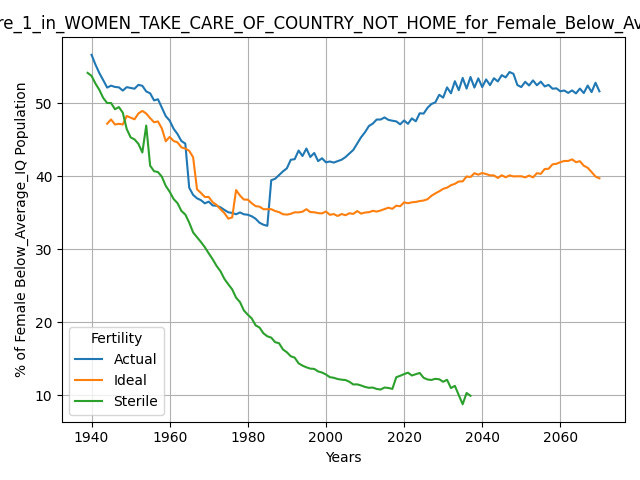 re_1_in_WOMEN_TAKE_CARE_OF_COUNTRY_NOT_HOME_for_Female_Below_Av
% of Female Below_Average_IQ Population
50
40
30
20
10
Fertility
Actual
Ideal
Sterile
1940 1960 1980 2000 2020 2040 2060
Years